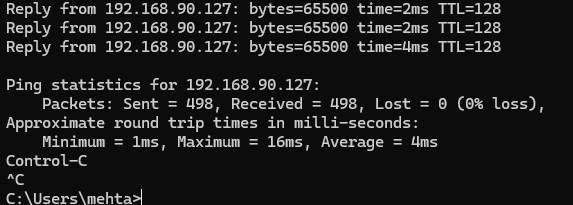 Reply from 192.168.90.127: bytes=65500 time=2ms TTL=128
Reply from 192.168.90.127: bytes=65500 time=2ms TTL=128
Reply from 192.168.90.127: bytes=65500 time=4ms TTL=128
Ping statistics for 192.168.90.127:
Packets: Sent = 498, Received = 498, Lost = 0 (0% loss),
Approximate round trip times in milli-seconds:
Minimum = 1ms, Maximum = 16ms, Average = 4ms
Control-C
^C
C:\Users\mehta>